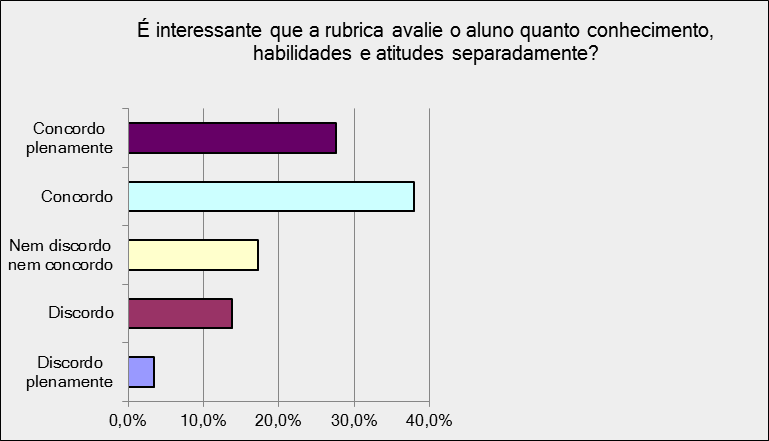 É interessante que a rubrica avalie o aluno quanto conhecimento,
habilidades e atitudes separadamente?
Concordo
plenamente
Concordo
Nem discordo
nem concordo
Discordo
Discordo
plenamente
0,0% 10,0% 20,0% 30,0% 40,0%